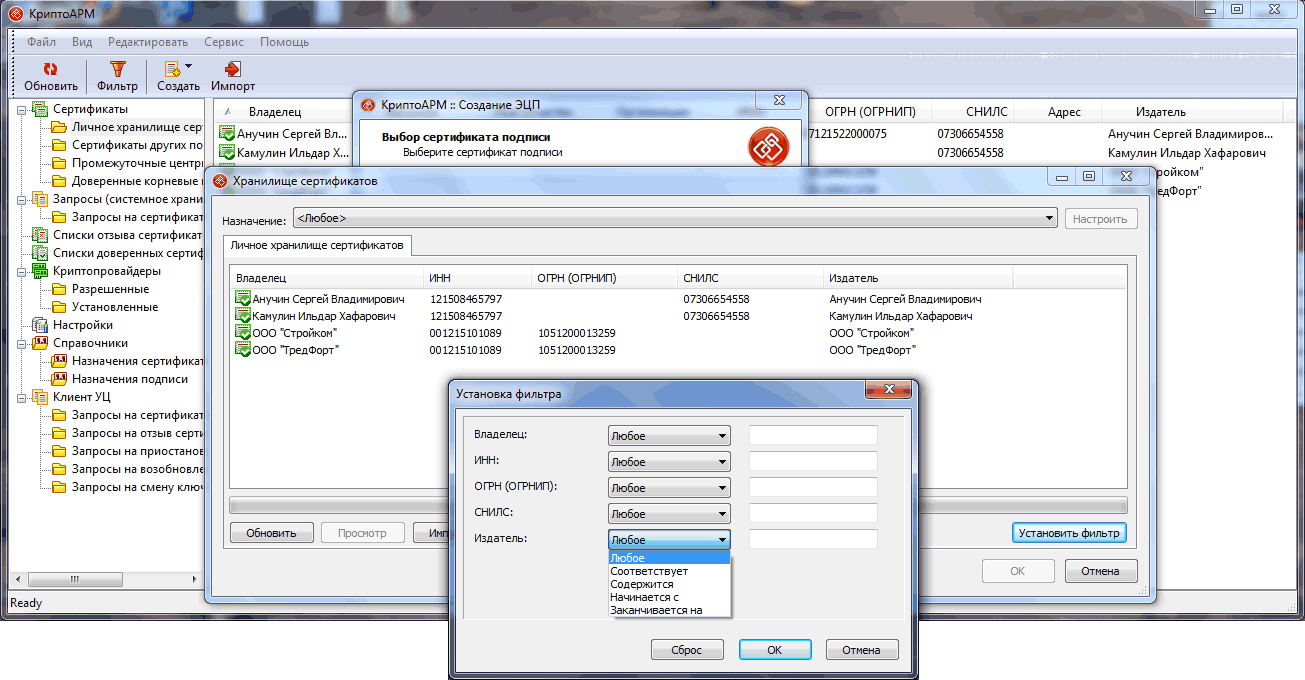 КриптоАРМ
Файл Вид Редактировать Сервис Помощь
Обновить Фильтр Создать Импорт
Сертификаты
Личное хранилище сер
Сертификаты других по
Промежуточные центри
Доверенные корневые
Запросы (системное храни
Запросы на сертификат
Списки отзыва сертификат
Списки доверенных сертиф
Криптопровайдеры
Разрешенные
Установленные
Настройки
Справочники
Назначения сертификат
Назначения подписи
Клиент УЦ
Запросы на сертификат
Запросы на отзыв серти
Запросы на приостанов
Запросы на возобновле
Запросы на смену ключ
Ready
Владелец ОГРН (ОГРНИП) СНИЛС Адрес Издатель
Анучин Сергей Вл... 7121522000075 07306654558 Анучин Сергей Владимиров...
Камулин Ильдар Х... 07306654558 Камулин Ильдар Хафарович
КриптоАРМ :: Создание ЭЦП
Выбор сертификата подписи
Выберите сертификат подписи
Хранилище сертификатов
Назначение: <Любое> Настроить
Личное хранилище сертификатов
Владелец ИНН ОГРН (ОГРНИП) СНИЛС Издатель
Анучин Сергей Владимирович 121508465797 07306654558 Анучин Сергей Владимирович
Камулин Ильдар Хафарович 121508465797 07306654558 Камулин Ильдар Хафарович
ООО "Стройком" 001215101089 1051200013259 ООО "Стройком"
ООО "ТредФорт" 001215101089 1051200013259 ООО "ТредФорт"
Обновить Просмотр Имп Установить фильтр
ОК Отмена
Установка фильтра
Владелец: Любое
ИНН: Любое
ОГРН (ОГРНИП): Любое
СНИЛС: Любое
Издатель: Любое
Любое
Соответствует
Содержится
Начинается с
Заканчивается на
Сброс ОК Отмена